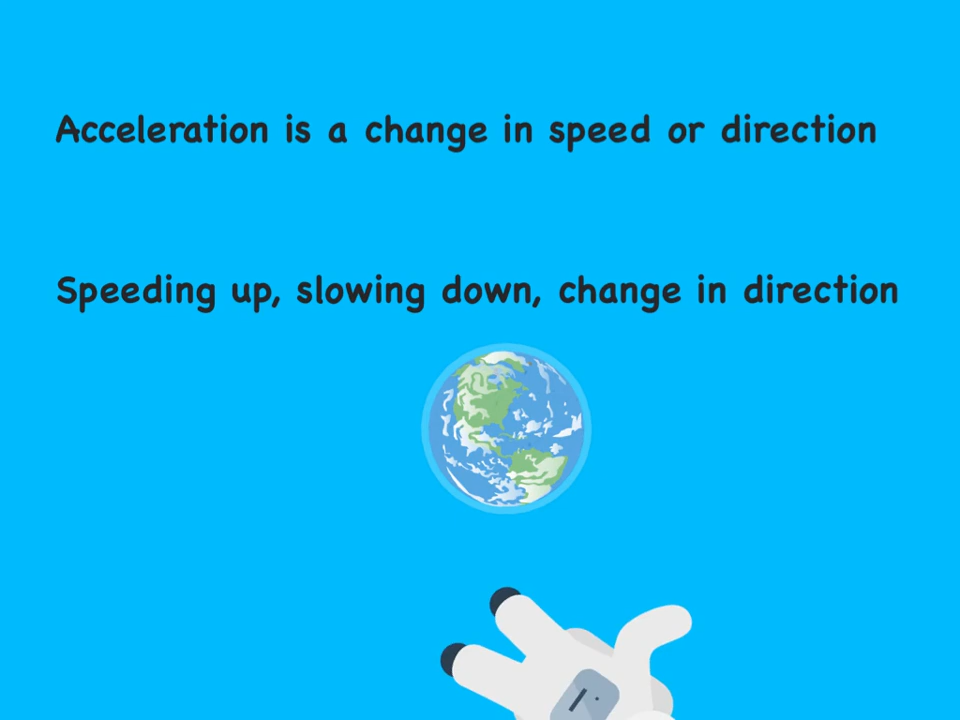 Acceleration is a change in speed or direction
Speeding up, slowing down, change in direction